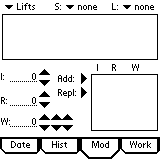 Lifts S: none L: none
I R W
I: 0 Add:
Repl:
R: 0
W: 0
Date Hist Mod Work